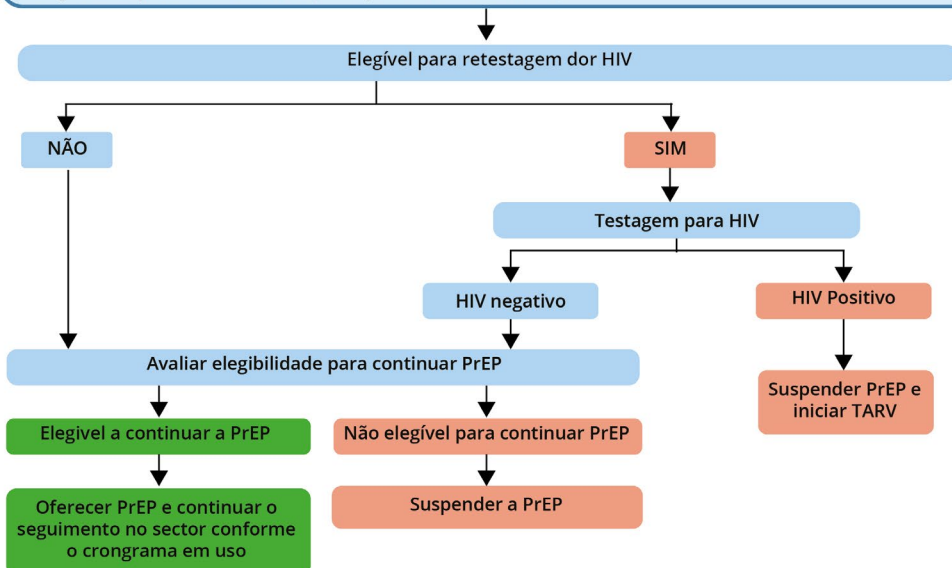 Elegível para retestagem dor HIV
NÃO
SIM
Testagem para HIV
HIV negativo
HIV Positivo
Avaliar elegibilidade para continuar PrEP
Suspender PrEP e
iniciar TARV
Elegivel a continuar a PrEP
Não elegível para continuar PrEP
Oferecer PrEP e continuar o
seguimento no sector conforme
o crongrama em uso
Suspender a PrEP